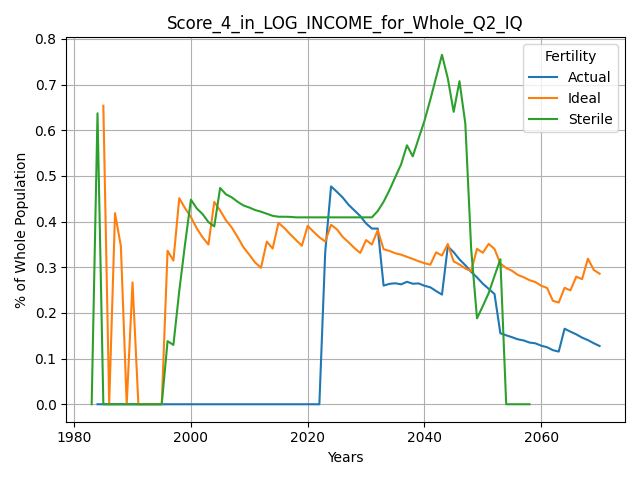 Score_4_in_LOG_INCOME_for_Whole_Q2_IQ
% of Whole Population
0.8
0.7
0.6
0.5
0.4
0.3
0.2
0.1
0.0
Fertility
Actual
Ideal
Sterile
1980
2000
2020
2040
2060
Years